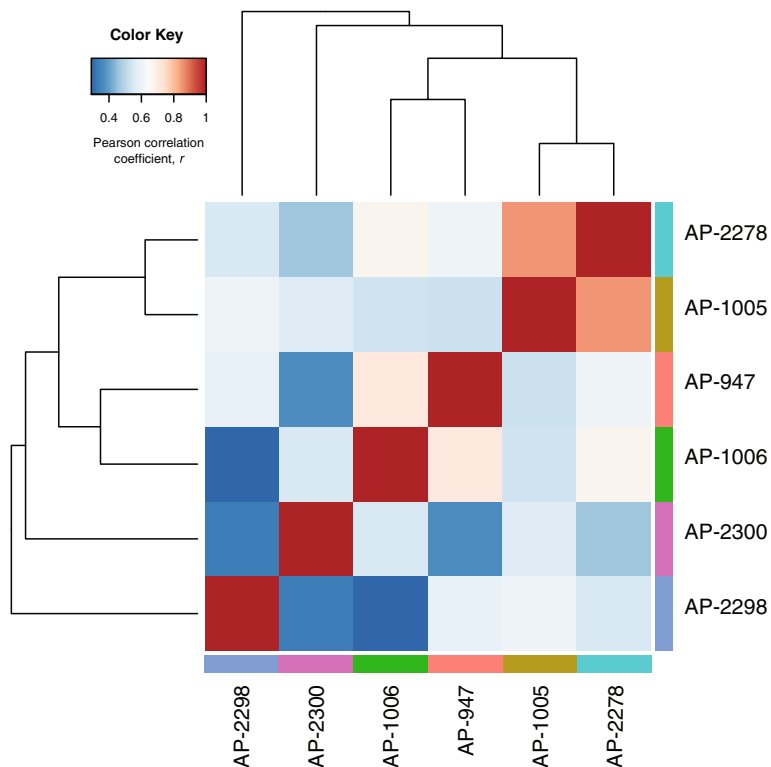 Color Key
0.4 0.6 0.8 1
Pearson correlation
coefficient, r
AP-2278
AP-1005
AP-947
AP-1006
AP-2300
AP-2298
AP-2298
AP-2300
AP-1006
AP-947
AP-1005
AP-2278